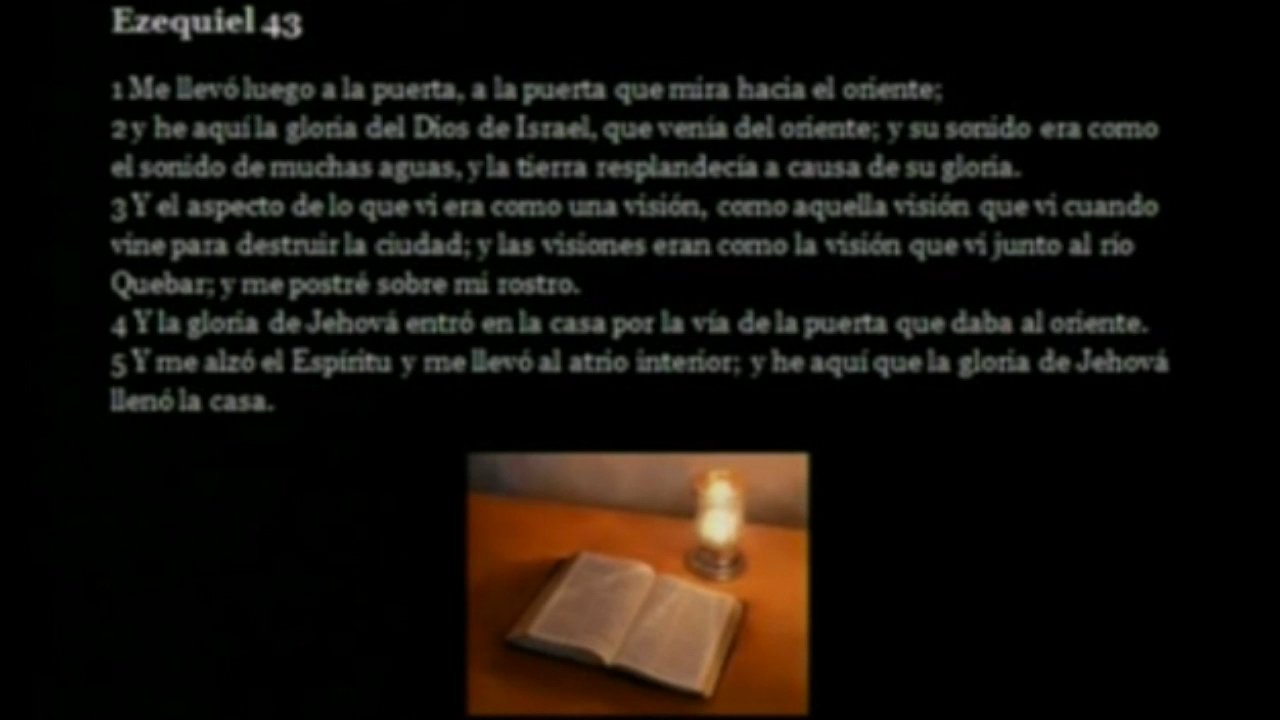 Ezequiel 43
1 Me llevó luego a la puerta, a la puerta que mira hacia el oriente;
2 y he aquí la gloria del Dios de Israel, que venía del oriente; y su sonido era como
el sonido de muchas aguas, y la tierra resplandecía a causa de su gloria.
3 Y el aspecto de lo que vi era como una visión, como aquella visión que vi cuando
vine para destruir la ciudad; y las visiones eran como la visión que vi junto al río
Quebar; y me postré sobre mi rostro.
4 Y la gloria de Jehová entró en la casa por la vía de la puerta que daba al oriente.
5 Y me alzó el Espíritu y me llevó al atrio interior; y he aquí que la gloria de Jehová
llenó la casa.